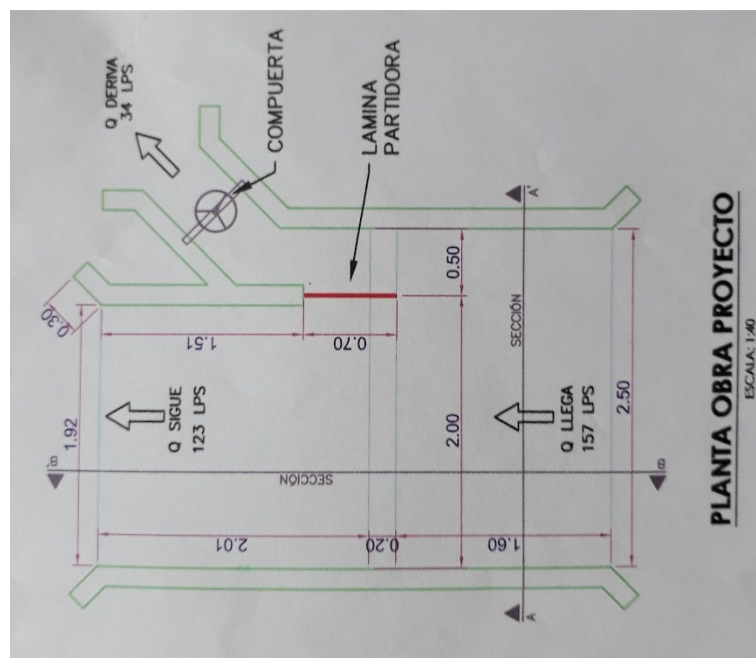 Q DERIVA
34 LPS
COMPUERTA
LAMINA
PARTIDORA
0.30
1.92
1.51
0.70
0.50
Q SIGUE
123 LPS
SECCIÓN
SECCIÓN
2.00
Q LLEGA
157 LPS
2.50
2.01
0.20
1.60
A
A'
B
B'
PLANTA OBRA PROYECTO
ESCALA: 1:40